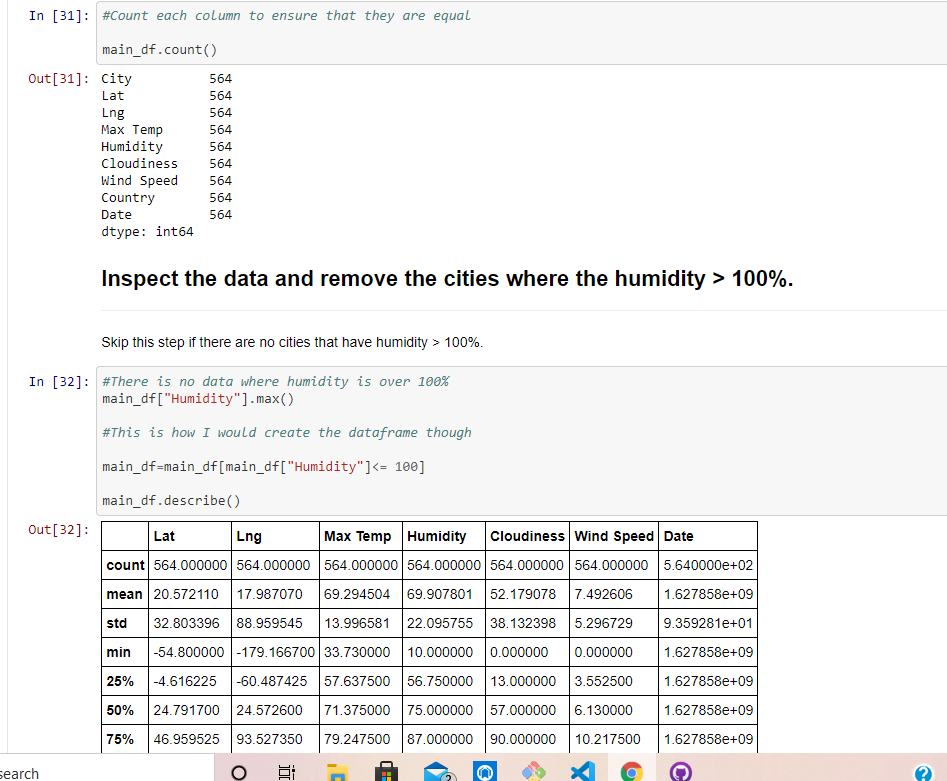 In [31]: #Count each column to ensure that they are equal
main_df.count()
Out[31]: City 564
Lat 564
Lng 564
Max Temp 564
Humidity 564
Cloudiness 564
Wind Speed 564
Country 564
Date 564
dtype: int64
Inspect the data and remove the cities where the humidity > 100%.
Skip this step if there are no cities that have humidity > 100%.
In [32]: #There is no data where humidity is over 100%
main_df["Humidity"].max()
#This is how I would create the dataframe though
main_df=main_df[main_df["Humidity"]<= 100]
main_df.describe()
Out[32]:
Lat Lng Max Temp Humidity Cloudiness Wind Speed Date
count 564.000000 564.000000 564.000000 564.000000 564.000000 564.000000 5.640000e+02
mean 20.572110 17.987070 69.294504 69.907801 52.179078 7.492606 1.627858e+09
std 32.803396 88.959545 13.996581 22.095755 38.132398 5.296729 9.359281e+01
min -54.800000 -179.166700 33.730000 10.000000 0.000000 0.000000 1.627858e+09
25% -4.616225 -60.487425 57.637500 56.750000 13.000000 3.552500 1.627858e+09
50% 24.791700 24.572600 71.375000 75.000000 57.000000 6.130000 1.627858e+09
75% 46.959525 93.527350 79.247500 87.000000 90.000000 10.217500 1.627858e+09
search